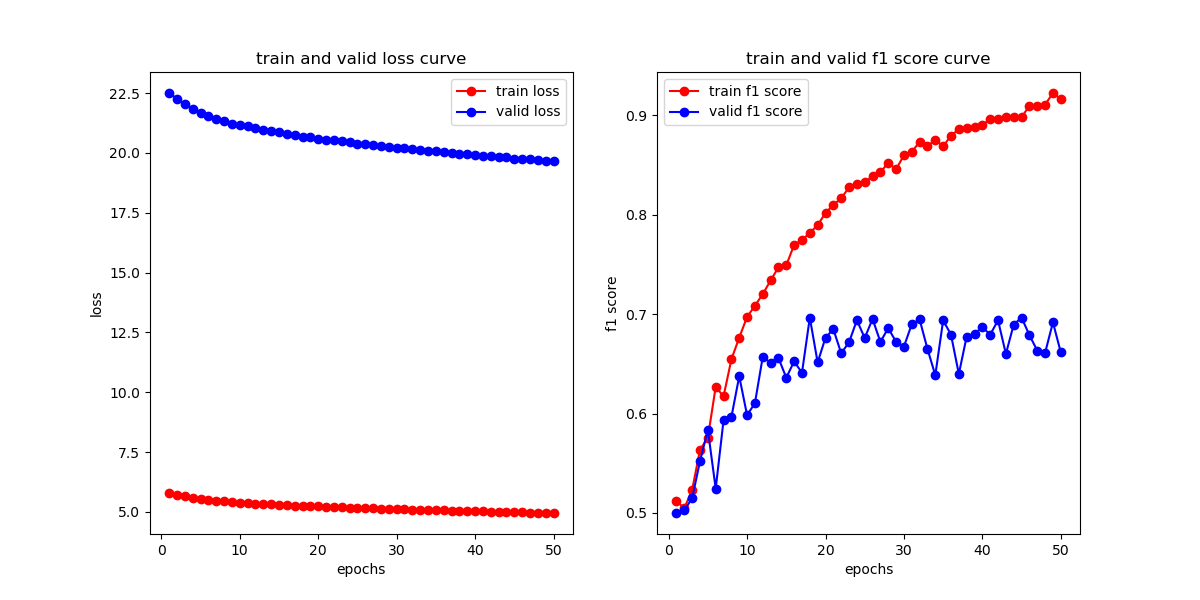 train and valid loss curve
train loss
valid loss
22.5
20.0
17.5
15.0
12.5
10.0
7.5
5.0
loss
0 10 20 30 40 50
epochs
train and valid f1 score curve
train f1 score
valid f1 score
0.9
0.8
0.7
0.6
0.5
f1 score
0 10 20 30 40 50
epochs